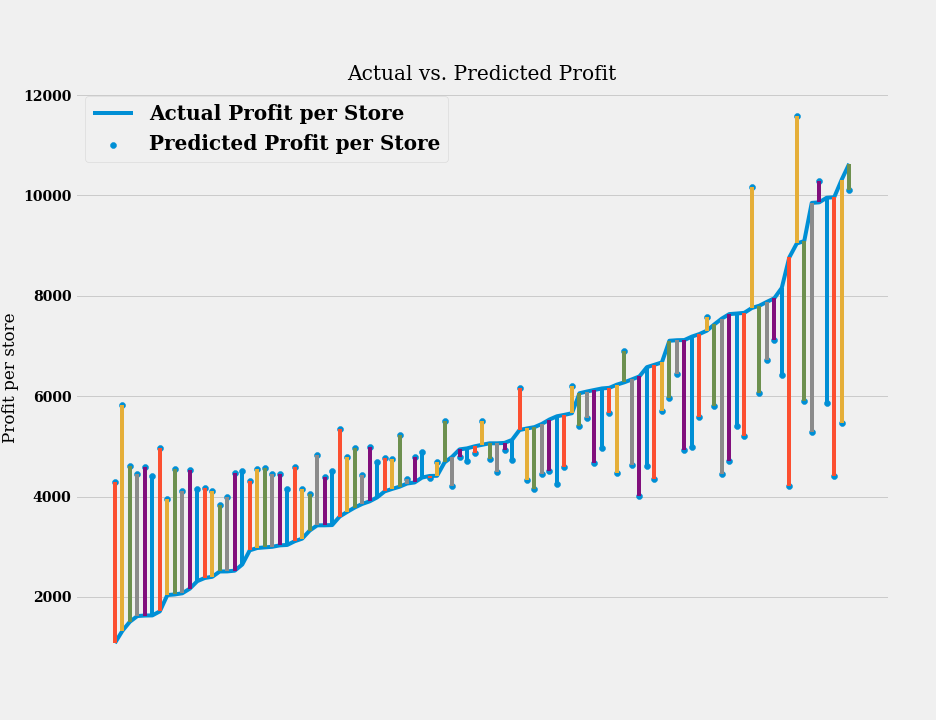 Actual vs. Predicted Profit
12000
Actual Profit per Store
Predicted Profit per Store
10000
8000
6000
4000
2000
Profit per store